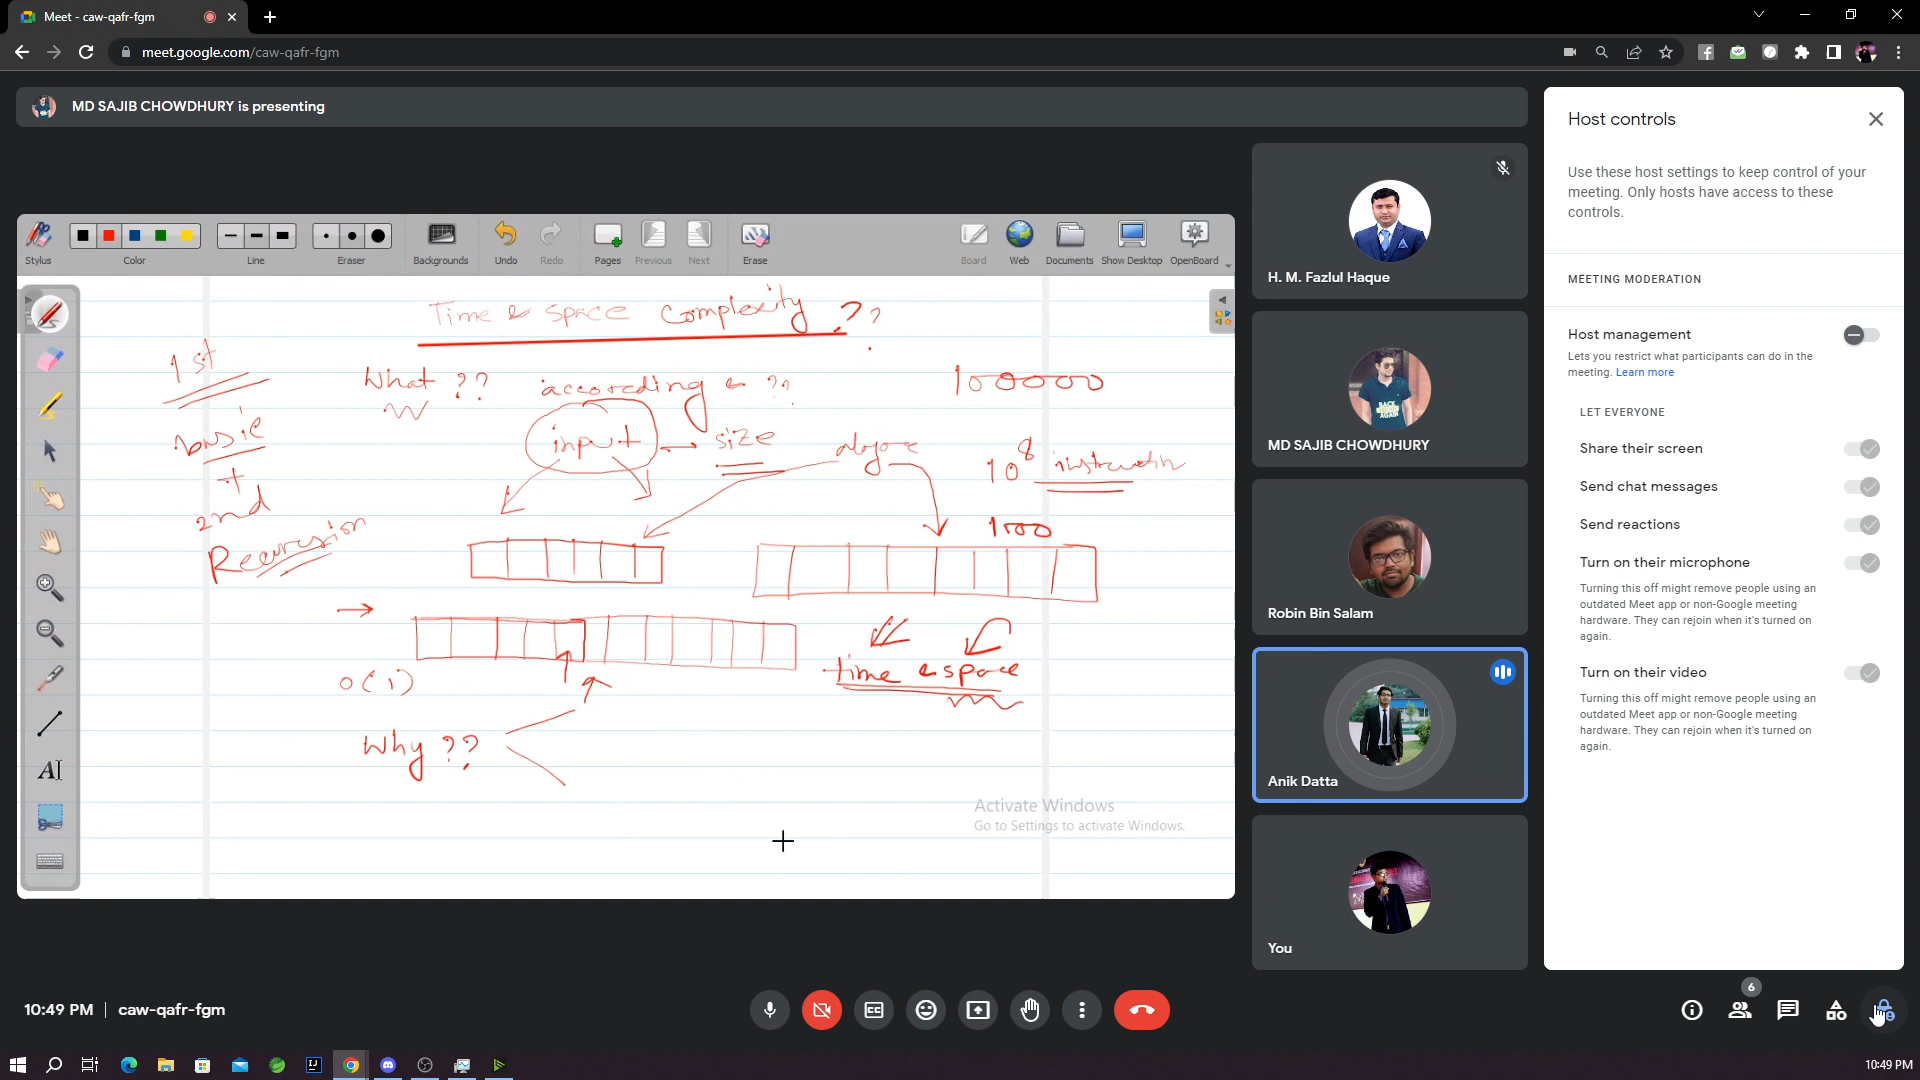 Meet - caw-qafr-fgm
meet.google.com/caw-qafr-fgm
MD SAJIB CHOWDHURY is presenting
Stylus
Color
Line
Eraser
Backgrounds
Undo
Redo
Pages
Previous
Next
Erase
Board
Web
Documents
Show Desktop
OpenBoard
Time & Space Complexity ??
1st
What ??
??
100000
input → size
10^8
+
2nd
Recursion
1000
time & space
O(1)
Why ??
Activate Windows
Go to Settings to activate Windows.
H. M. Fazlul Haque
MD SAJIB CHOWDHURY
Robin Bin Salam
Anik Datta
You
Host controls
Use these host settings to keep control of your
meeting. Only hosts have access to these
controls.
MEETING MODERATION
Host management
Lets you restrict what participants can do in the
meeting. Learn more
LET EVERYONE
Share their screen
Send chat messages
Send reactions
Turn on their microphone
Turning this off might remove people using an
outdated Meet app or non-Google meeting
hardware. They can rejoin when it's turned on
again.
Turn on their video
Turning this off might remove people using an
outdated Meet app or non-Google meeting
hardware. They can rejoin when it's turned on
again.
10:49 PM | caw-qafr-fgm
6
10:49 PM